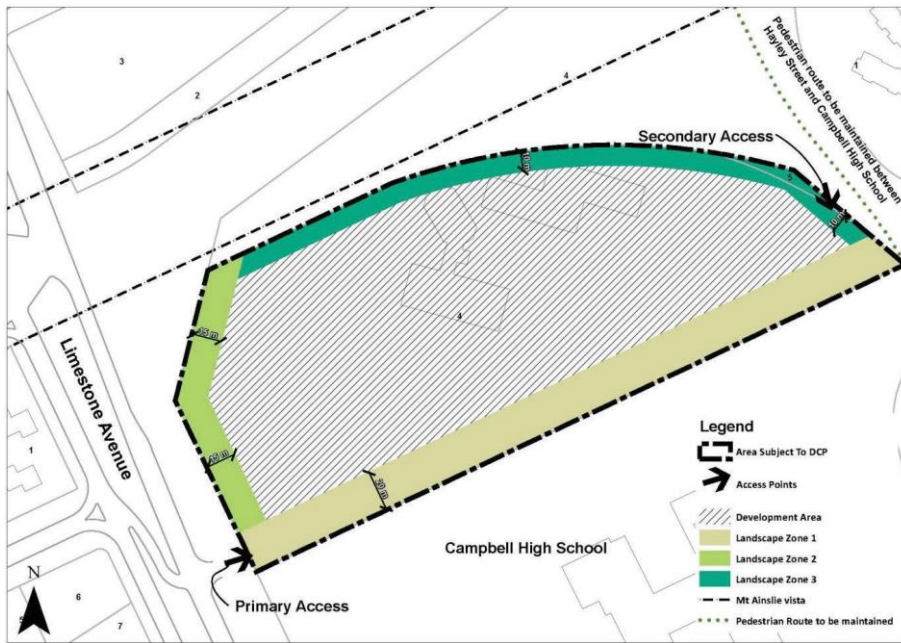 3
2
4
1
Pedestrian route to be maintained between
Hayley Street and Campbell High School
Secondary Access
10 m
5
10 m
4
15 m
Limestone Avenue
1
15 m
20 m
Campbell High School
Primary Access
N
6
5
7
Legend
Area Subject To DCP
Access Points
Development Area
Landscape Zone 1
Landscape Zone 2
Landscape Zone 3
Mt Ainslie vista
Pedestrian Route to be maintained